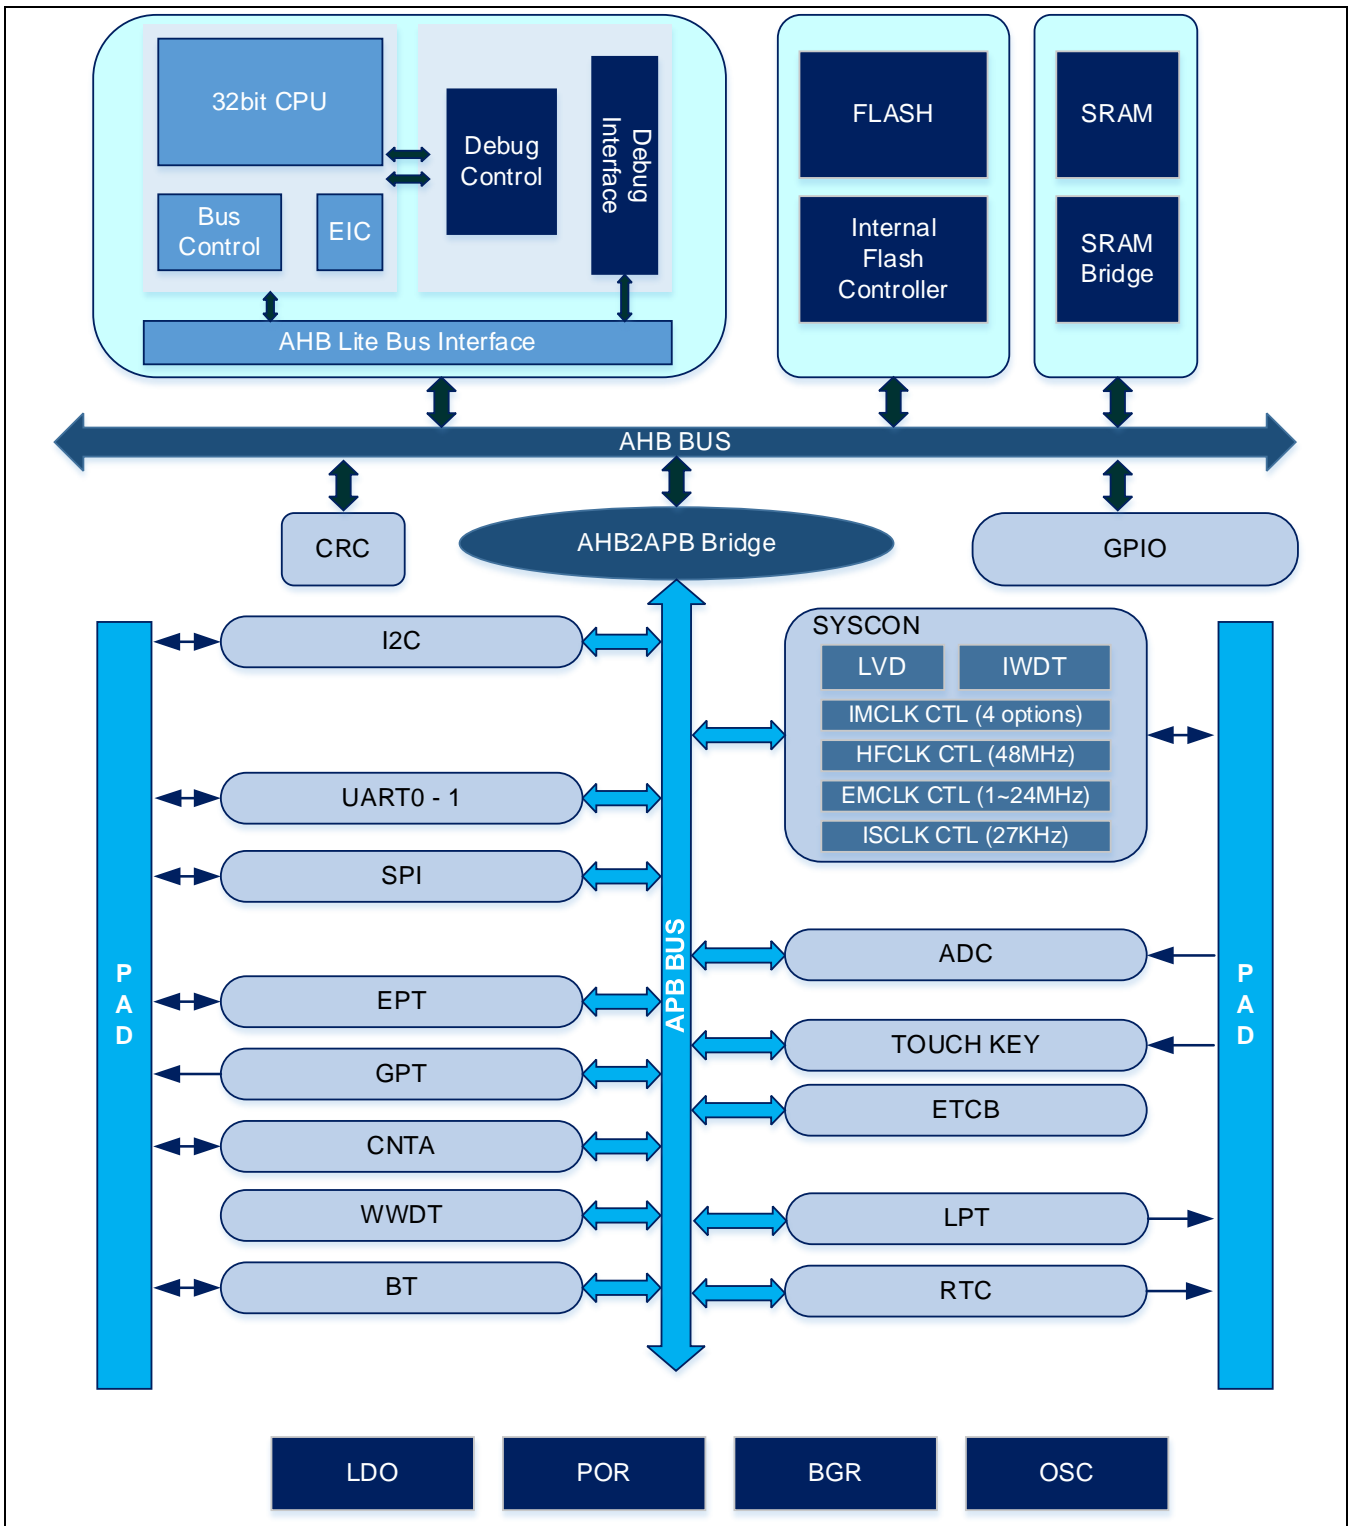 32bit CPU
Bus
Control
EIC
Debug
Control
Debug
Interface
AHB Lite Bus Interface
FLASH
Internal
Flash
Controller
SRAM
SRAM
Bridge
AHB BUS
CRC
AHB2APB Bridge
GPIO
PAD
I2C
UART0 - 1
SPI
EPT
GPT
CNTA
WWDT
BT
APB BUS
SYSCON
LVD
IWDT
IMCLK CTL (4 options)
HFCLK CTL (48MHz)
EMCLK CTL (1~24MHz)
ISCLK CTL (27KHz)
ADC
TOUCH KEY
ETCB
LPT
RTC
PAD
LDO
POR
BGR
OSC